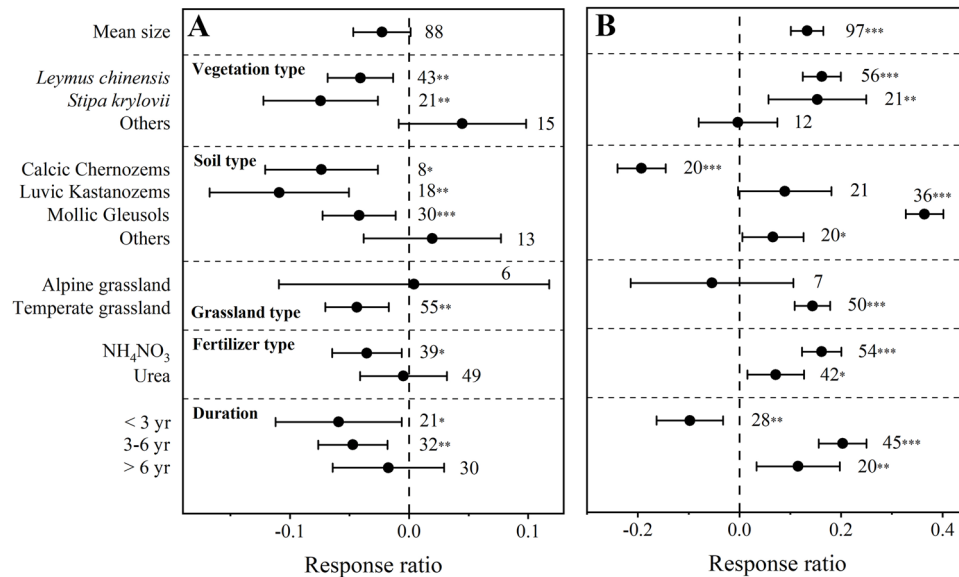 A
B
Mean size 88 97***
Vegetation type
Leymus chinensis 43** 56***
Stipa krylovii 21** 21**
Others 15 12
Soil type
Calcic Chernozems 8* 20***
Luvic Kastanozems 18** 21
Mollic Gleusols 30*** 36***
Others 13 20*
Alpine grassland 6 7
Temperate grassland 55** 50***
Grassland type
Fertilizer type
NH₄NO₃ 39* 54***
Urea 49 42*
Duration
< 3 yr 21* 28**
3-6 yr 32** 45***
> 6 yr 30 20**
-0.1 0.0 0.1 -0.2 0.0 0.2 0.4
Response ratio Response ratio